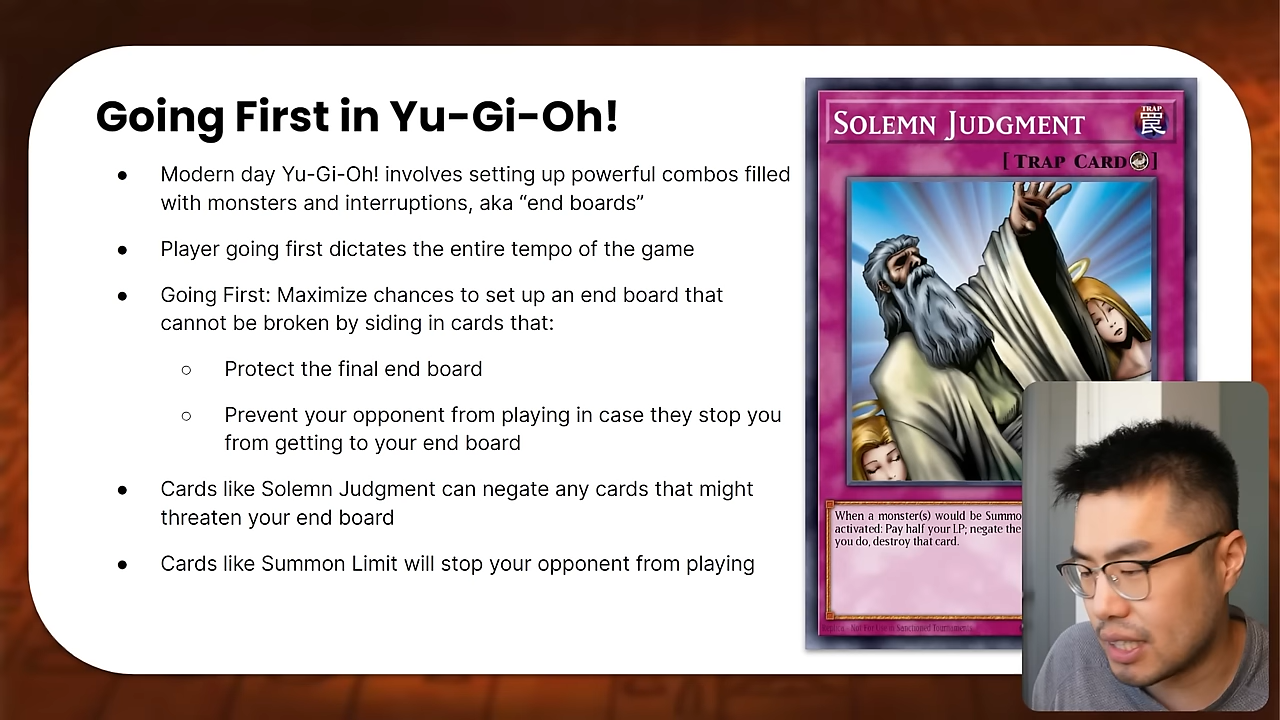 Going First in Yu-Gi-Oh!
● Modern day Yu-Gi-Oh! involves setting up powerful combos filled
with monsters and interruptions, aka “end boards”
● Player going first dictates the entire tempo of the game
● Going First: Maximize chances to set up an end board that
cannot be broken by siding in cards that:
○ Protect the final end board
○ Prevent your opponent from playing in case they stop you
from getting to your end board
● Cards like Solemn Judgment can negate any cards that might
threaten your end board
● Cards like Summon Limit will stop your opponent from playing
SOLEMN JUDGMENT
TRAP
罠
[ TRAP CARD ]
When a monster(s) would be Summo
activated: Pay half your LP; negate the
you do, destroy that card.
Not For Use in Sanctioned Tournaments